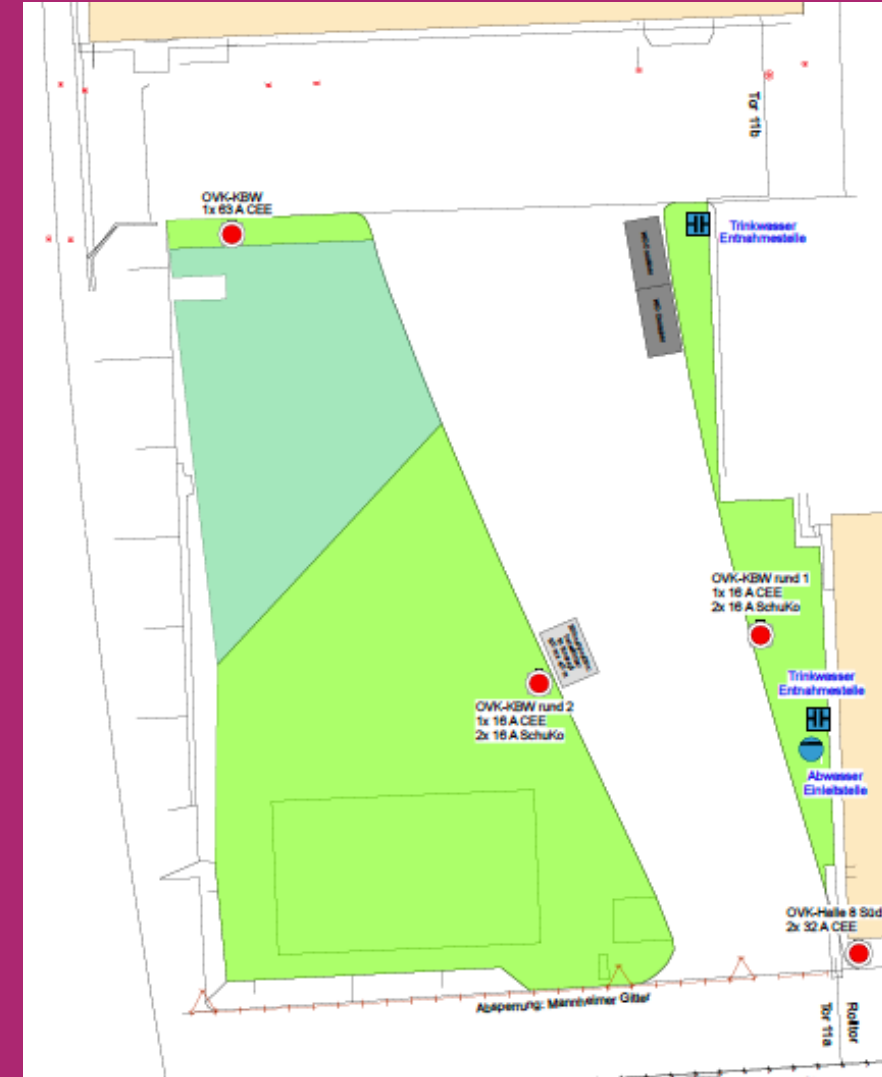 Tor 11b
OVK-KBW
1x 63 A CEE
Trinkwasser
Entnahmestelle
OVK-KBW rund 1
1x 16 A CEE
2x 16 A SchuKo
Trinkwasser
Entnahmestelle
OVK-KBW rund 2
1x 16 A CEE
2x 16 A SchuKo
Abwasser
Einleitstelle
OVK-Halle 8 Süd
2x 32 A CEE
Absperrung: Mannheimer Gitter
Tor 11a
Rolltor